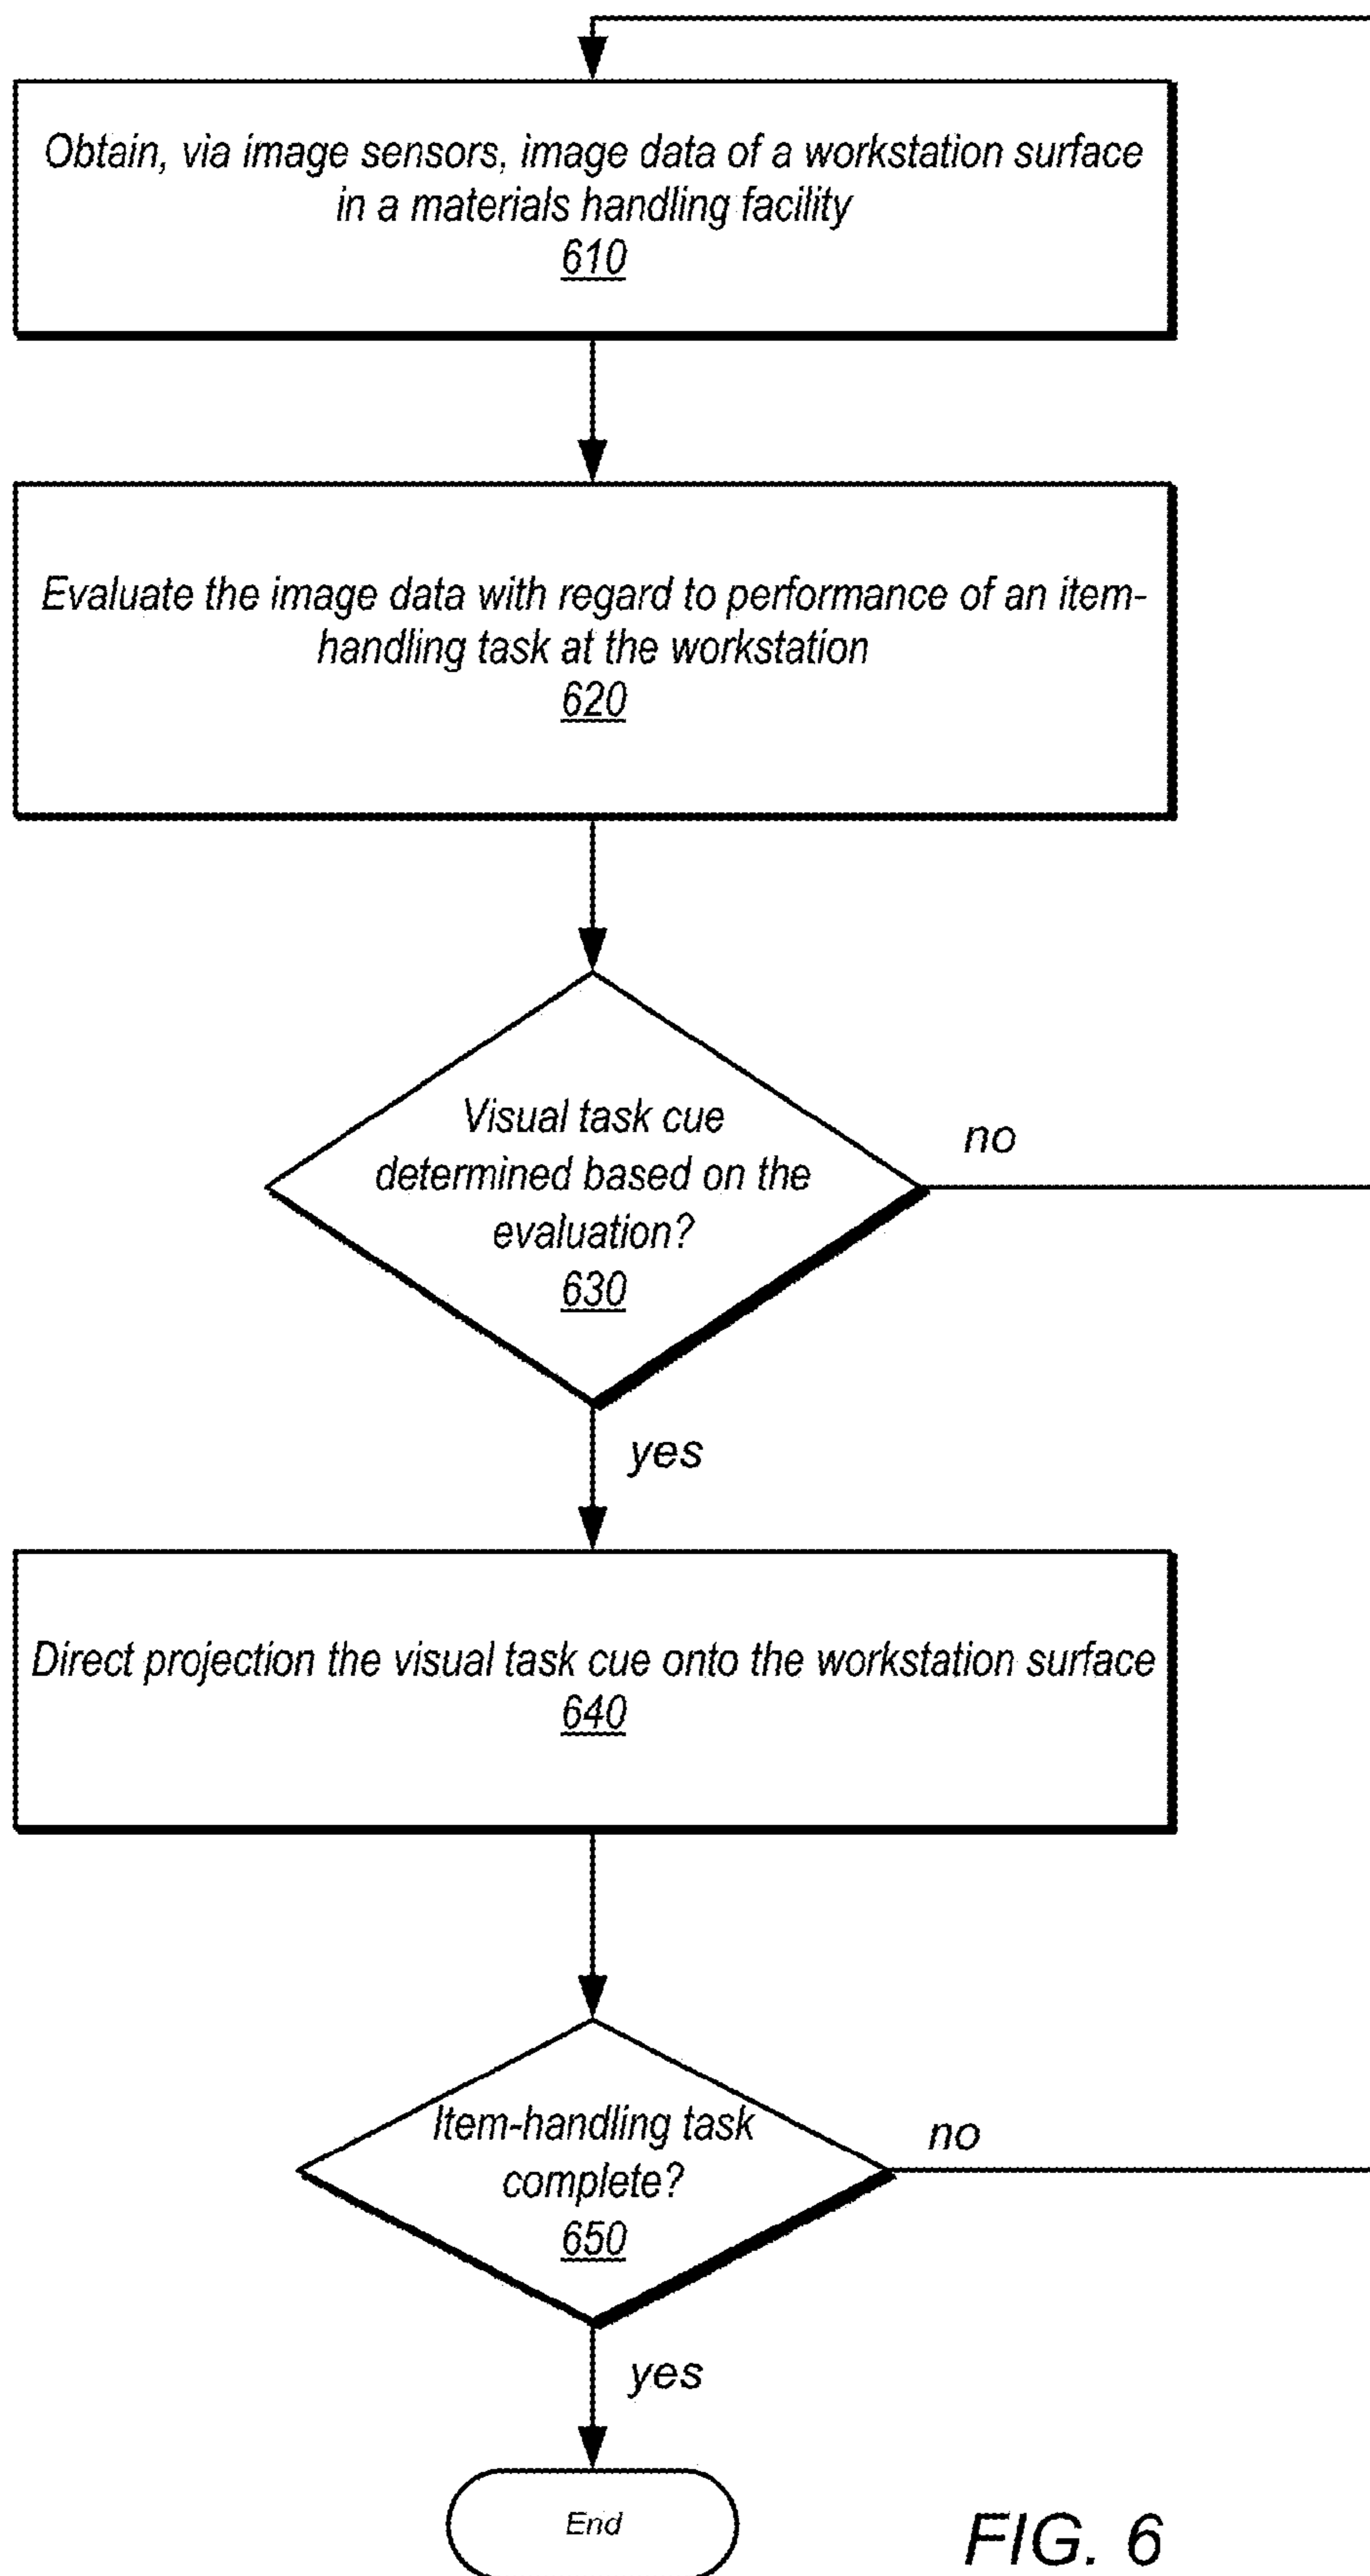 Obtain, via image sensors, image data of a workstation surface
in a materials handling facility
610
Evaluate the image data with regard to performance of an item-
handling task at the workstation
620
Visual task cue
determined based on the
evaluation?
630
no
yes
Direct projection the visual task cue onto the workstation surface
640
Item-handling task
complete?
650
no
yes
End
FIG. 6